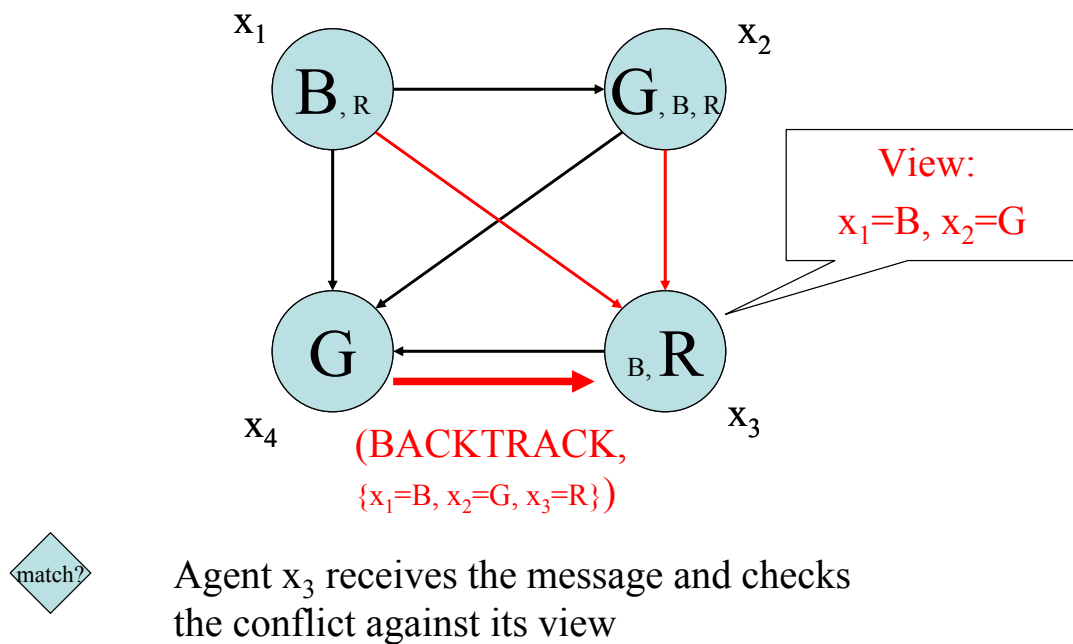 x₁
x₂
B, R
G, B, R
View:
x₁=B, x₂=G
G
B, R
x₄
x₃
(BACKTRACK,
{x₁=B, x₂=G, x₃=R})
match?
Agent x₃ receives the message and checks
the conflict against its view